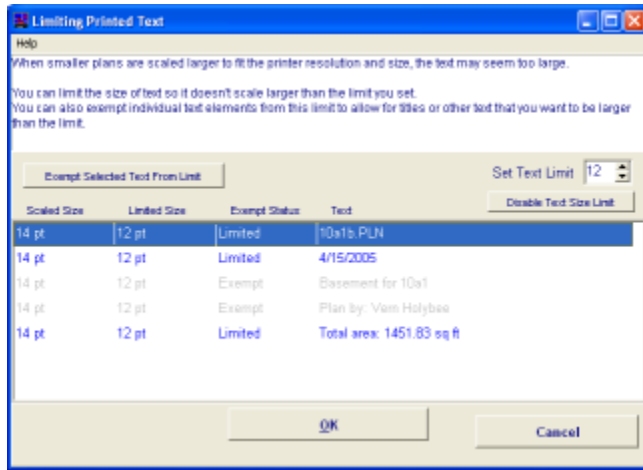 Limiting Printed Text
Help
When smaller plans are scaled larger to fit the printer resolution and size, the text may seem too large.
You can limit the size of text so it doesn't scale larger than the limit you set.
You can also exempt individual text elements from this limit to allow for titles or other text that you want to be larger
than the limit.
Exempt Selected Text From Limit
Set Text Limit 12
Disable Text Size Limit
Scaled Size Limited Size Exempt Status Text
14 pt 12 pt Limited 10a1b.PLN
14 pt 12 pt Limited 4/15/2005
14 pt 12 pt Exempt Basement for 10a1
14 pt 12 pt Exempt Plan by: Vern Holybee
14 pt 12 pt Limited Total area: 1451.83 sq ft
OK
Cancel